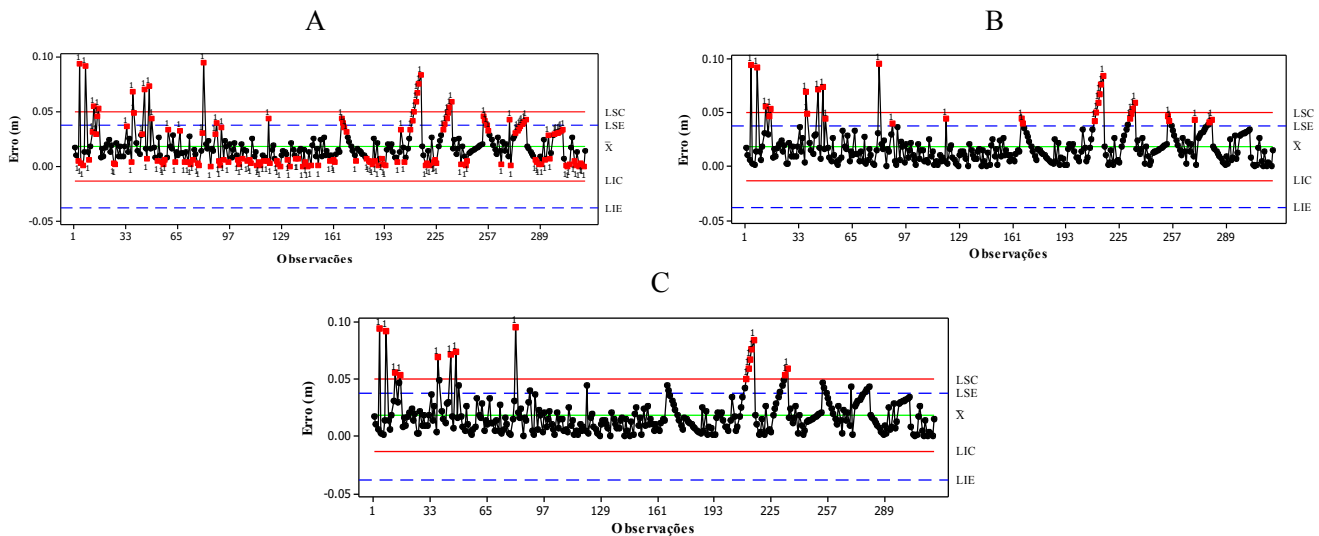 A
Erro (m)
0.10
0.05
0.00
-0.05
LSC
LSE
X̄
LIC
LIE
1 33 65 97 129 161 193 225 257 289
Observações
B
Erro (m)
0.10
0.05
0.00
-0.05
LSC
LSE
X̄
LIC
LIE
1 33 65 97 129 161 193 225 257 289
Observações
C
Erro (m)
0.10
0.05
0.00
-0.05
LSC
LSE
X̄
LIC
LIE
1 33 65 97 129 161 193 225 257 289
Observações